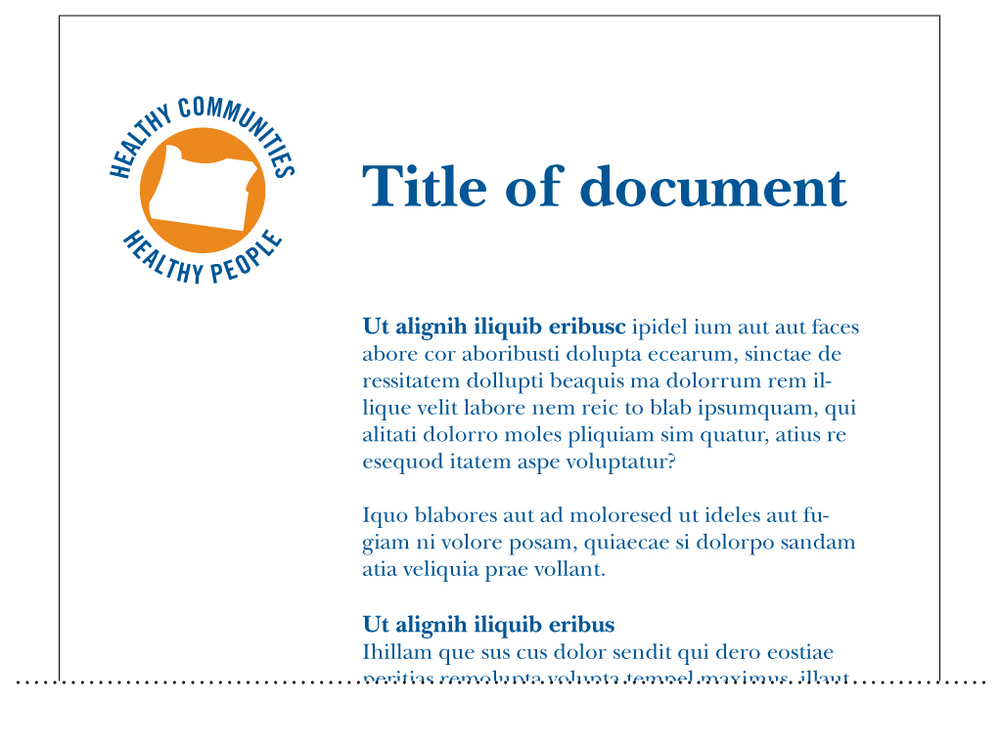 HEALTHY COMMUNITIES
HEALTHY PEOPLE
Title of document
Ut alignih iliquib eribusc ipidel ium aut aut faces
abore cor aboribusti dolupta ecearum, sinctae de
ressitatem dollupti beaquis ma dolorrum rem il-
lique velit labore nem reic to blab ipsumquam, qui
alitati dolorro moles pliquiam sim quatur, atius re
esequod itatem aspe voluptatur?
Iquo blabores aut ad moloresed ut ideles aut fu-
giam ni volore posam, quiaecae si dolorpo sandam
atia veliquia prae vollant.
Ut alignih iliquib eribus
Ihillam que sus cus dolor sendit qui dero eostiae
peritias remolupta volupta tempel maximus, illaut